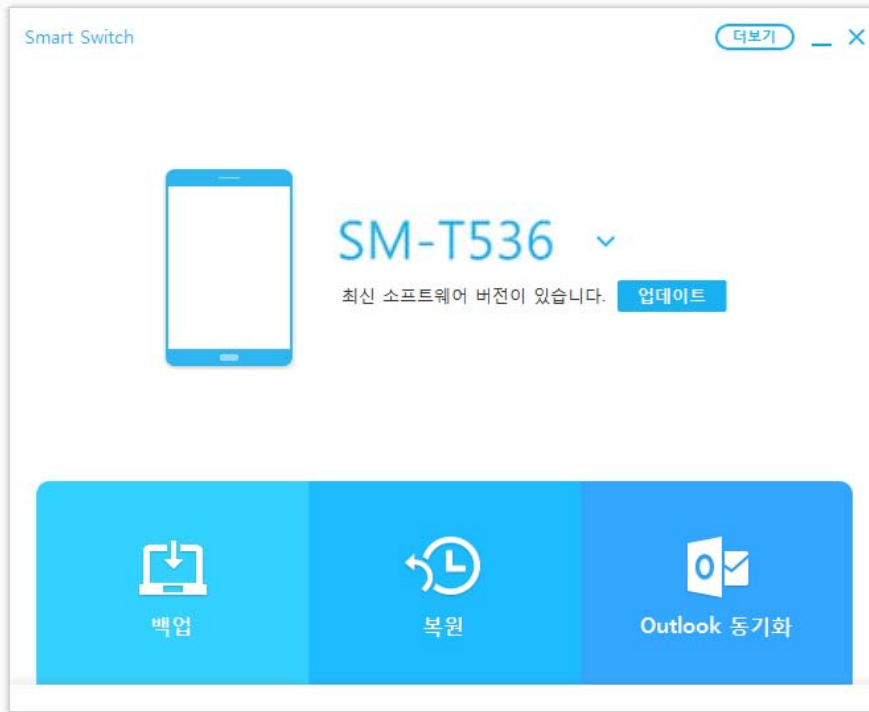 Smart Switch
더보기
SM-T536
최신 소프트웨어 버전이 있습니다.
업데이트
백업
복원
Outlook 동기화